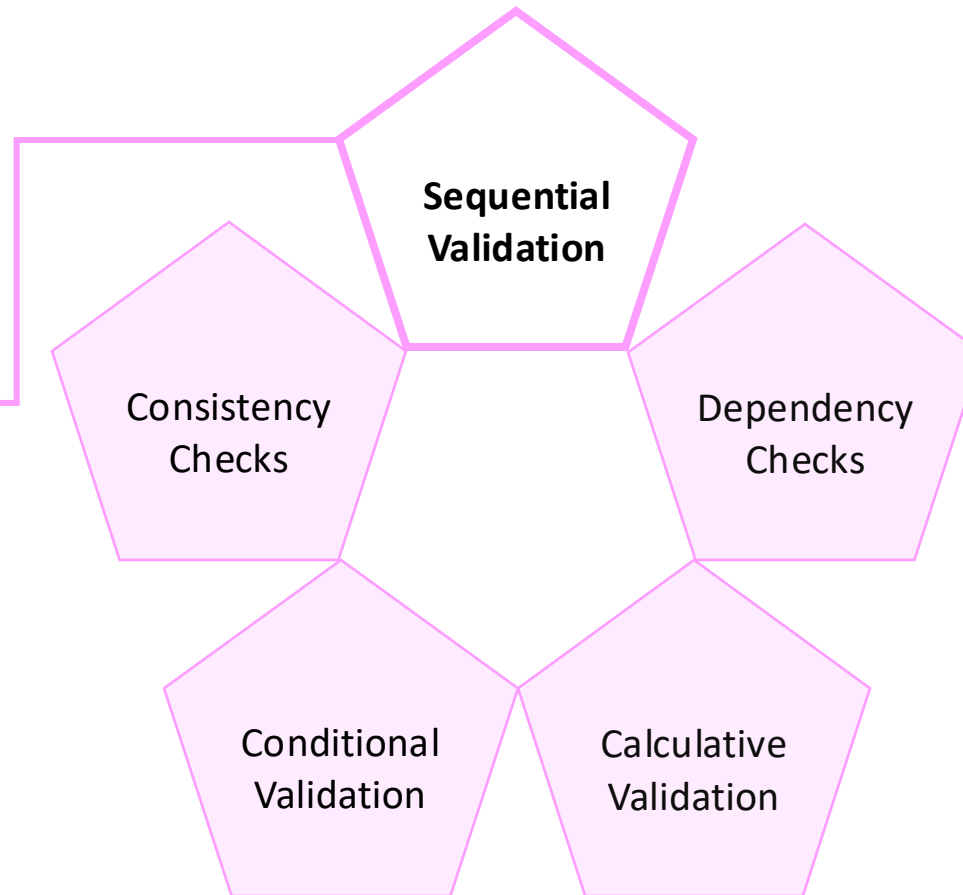 Sequential
Validation
Consistency
Checks
Dependency
Checks
Conditional
Validation
Calculative
Validation